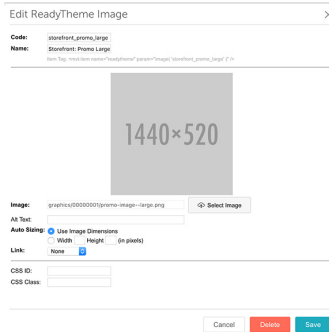 Edit ReadyTheme Image
Code: storefront_promo_large
Name: Storefront: Promo Large
Item Tag: <mvt:item name="readytheme" param="image( 'storefront_promo_large' )" />
1440×520
Image: graphics/00000001/promo-image--large.png Select Image
Alt Text:
Auto Sizing: Use Image Dimensions
Width Height (in pixels)
Link: None
CSS ID:
CSS Class:
Cancel Delete Save